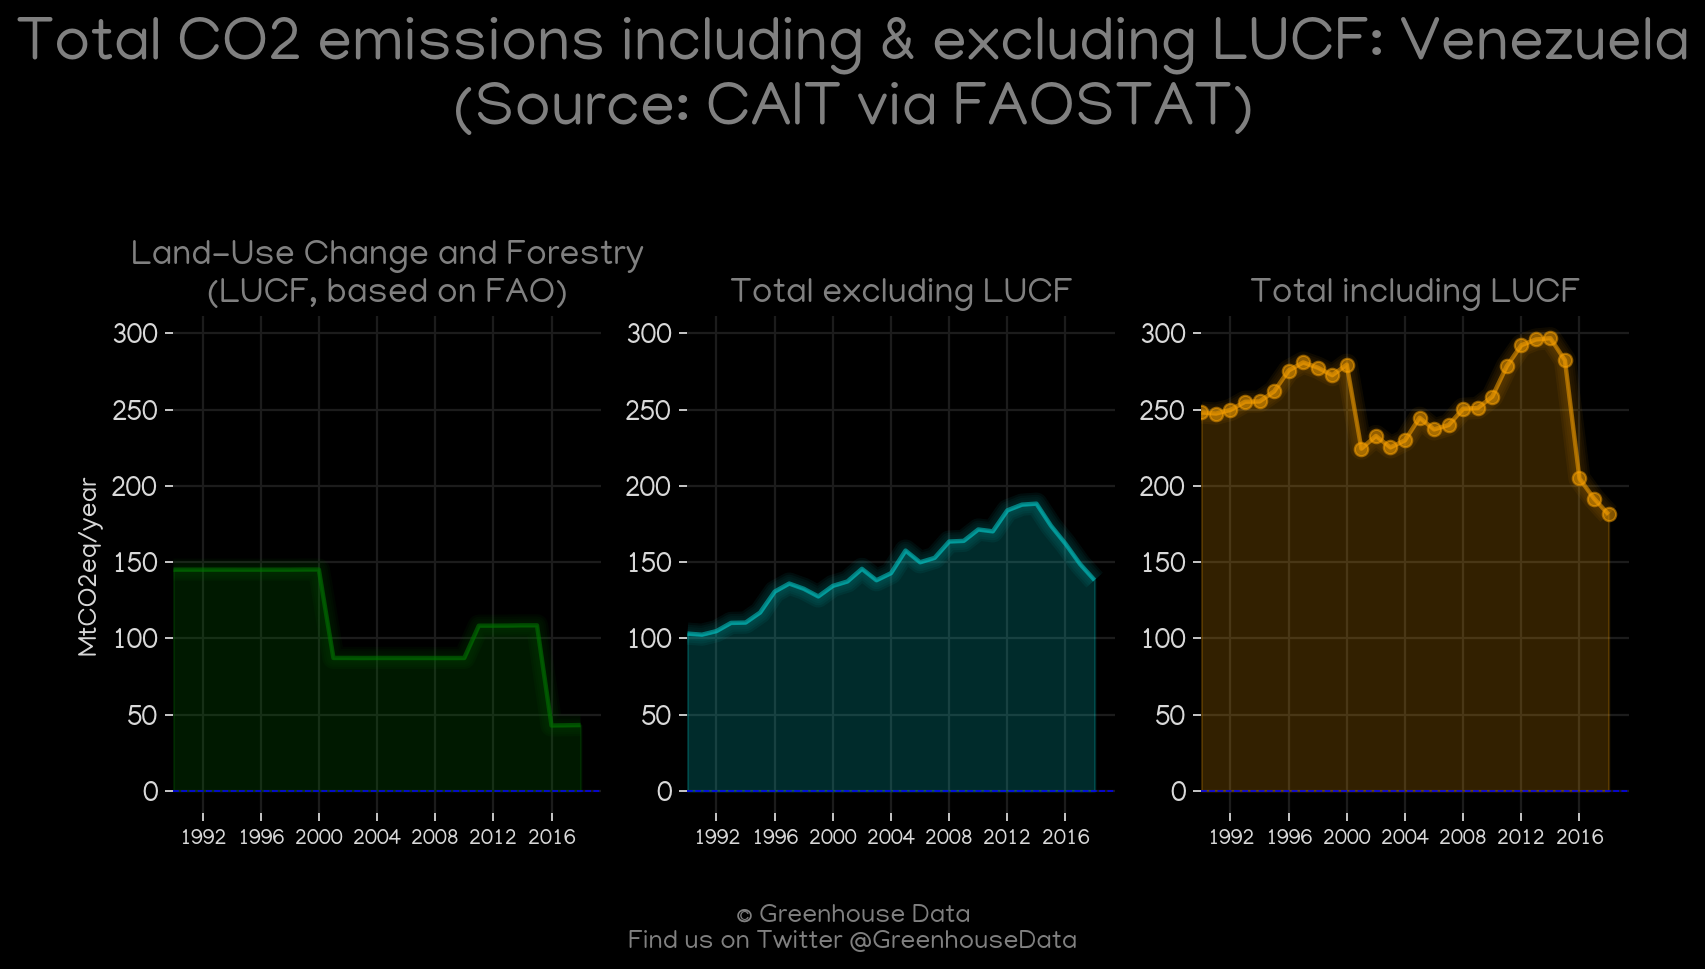 Total CO2 emissions including & excluding LUCF: Venezuela
(Source: CAIT via FAOSTAT)
Land-Use Change and Forestry
(LUCF, based on FAO)
MtCO2eq/year
300
250
200
150
100
50
0
1992 1996 2000 2004 2008 2012 2016
Total excluding LUCF
300
250
200
150
100
50
0
1992 1996 2000 2004 2008 2012 2016
Total including LUCF
300
250
200
150
100
50
0
1992 1996 2000 2004 2008 2012 2016
© Greenhouse Data
Find us on Twitter @GreenhouseData